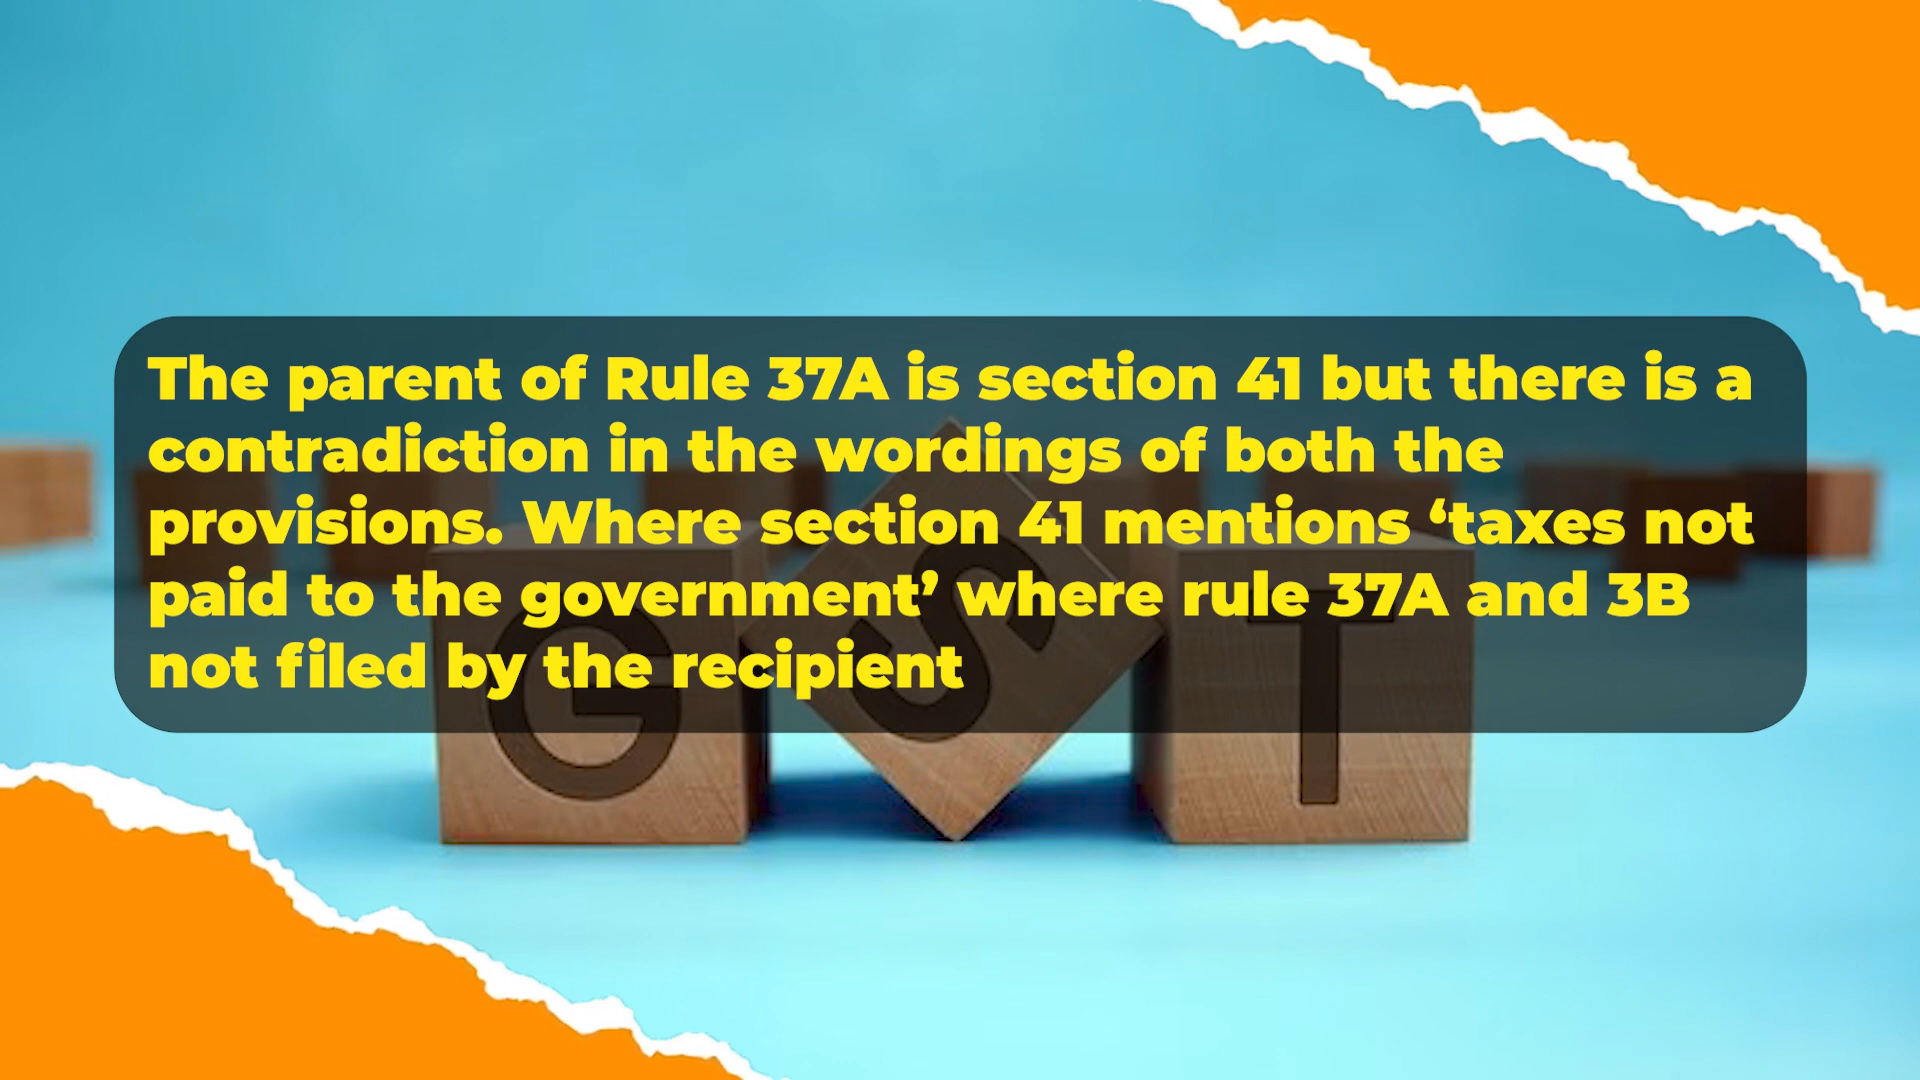 The parent of Rule 37A is section 41 but there is a
contradiction in the wordings of both the
provisions. Where section 41 mentions ‘taxes not
paid to the government’ where rule 37A and 3B
not filed by the recipient
G S T